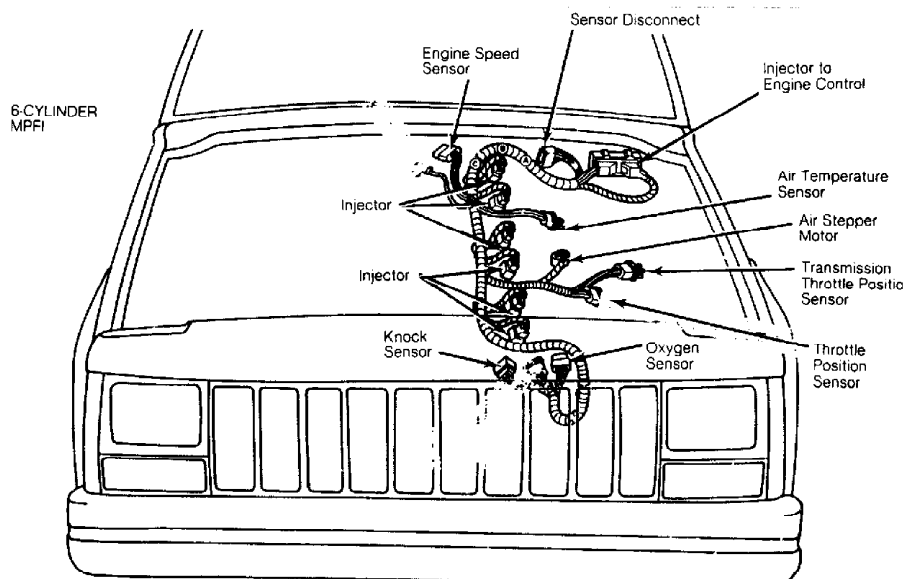 Sensor Disconnect
Engine Speed
Sensor
Injector to
Engine Control
6-CYLINDER
MPFI
Air Temperature
Sensor
Injector
Air Stepper
Motor
Injector
Transmission
Throttle Positio
Sensor
Knock
Sensor
Oxygen
Sensor
Throttle
Position
Sensor